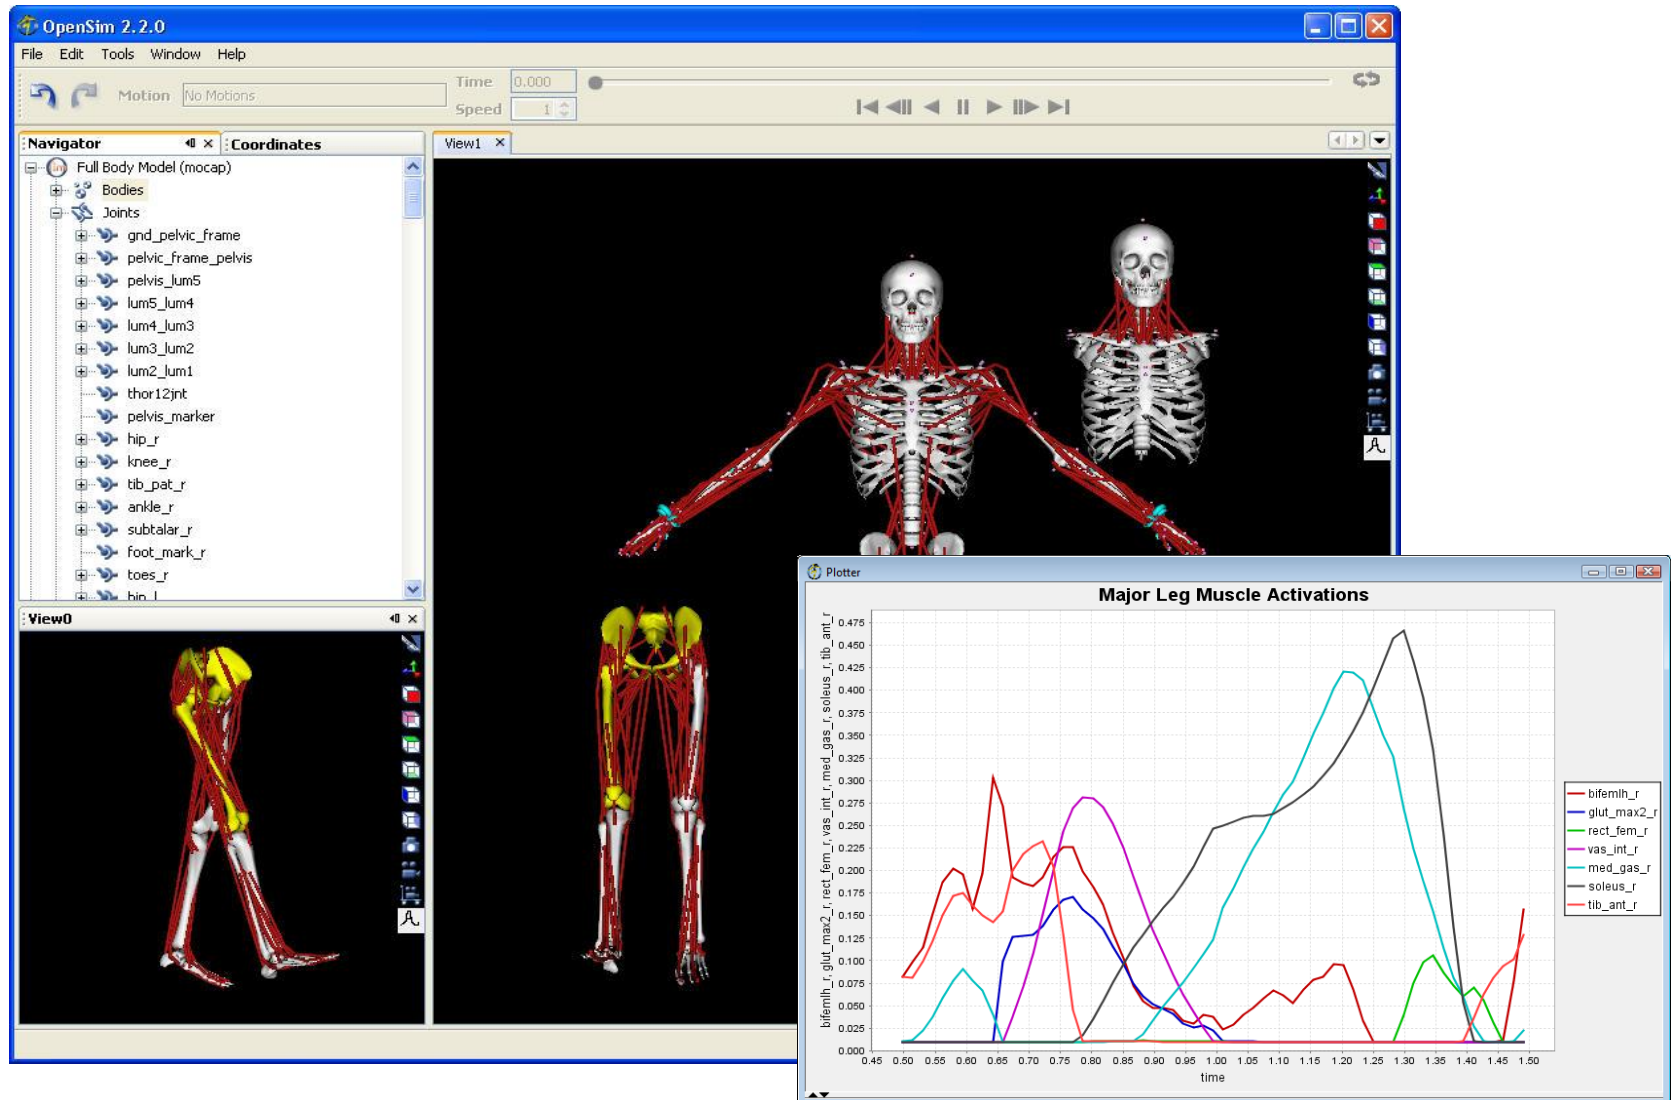 OpenSim 2.2.0
File Edit Tools Window Help
Motion No Motions Time 0.000
Speed 1
Navigator Coordinates
Full Body Model (mocap)
Bodies
Joints
gnd_pelvic_frame
pelvic_frame_pelvis
pelvis_lum5
lum5_lum4
lum4_lum3
lum3_lum2
lum2_lum1
thor12jnt
pelvis_marker
hip_r
knee_r
tib_pat_r
ankle_r
subtalar_r
foot_mark_r
toes_r
hip_l
View0
View1
Plotter
Major Leg Muscle Activations
bifemlh_r, glut_max2_r, rect_fem_r, vas_int_r, med_gas_r, soleus_r, tib_ant_r
0.475
0.450
0.425
0.400
0.375
0.350
0.325
0.300
0.275
0.250
0.225
0.200
0.175
0.150
0.125
0.100
0.075
0.050
0.025
0.000
0.45 0.50 0.55 0.60 0.65 0.70 0.75 0.80 0.85 0.90 0.95 1.00 1.05 1.10 1.15 1.20 1.25 1.30 1.35 1.40 1.45 1.50
time
bifemlh_r
glut_max2_r
rect_fem_r
vas_int_r
med_gas_r
soleus_r
tib_ant_r